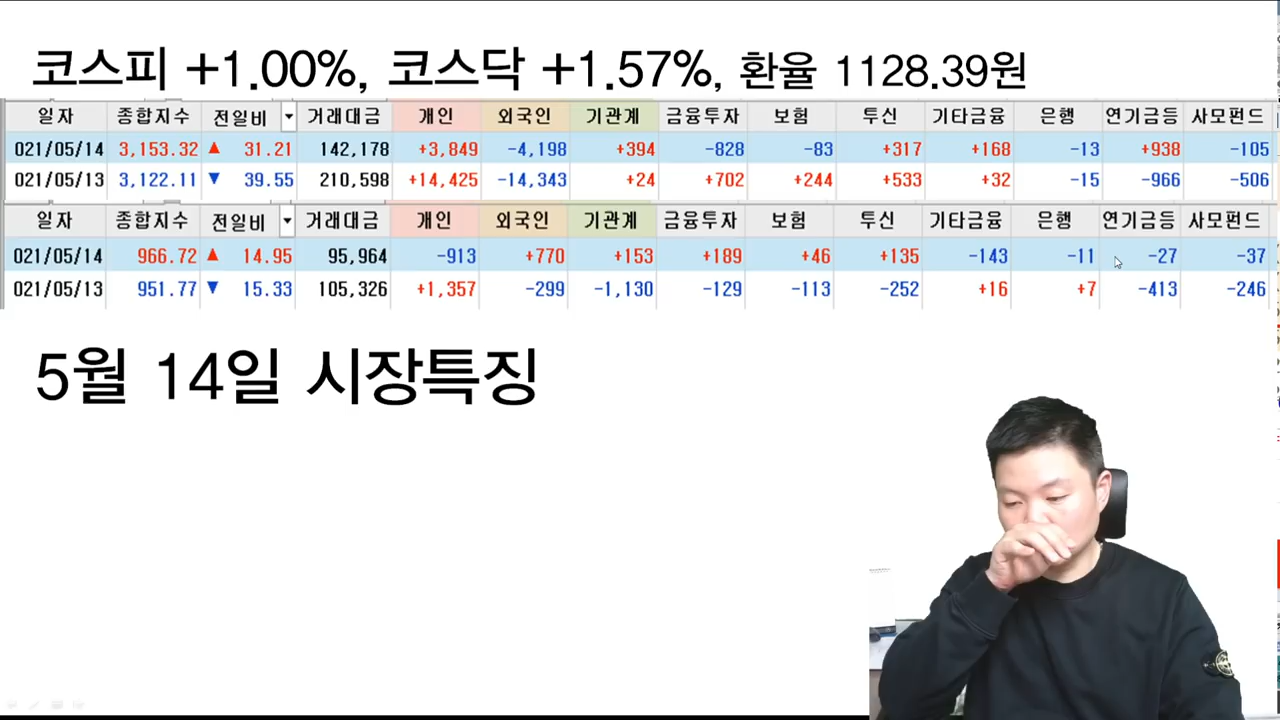 코스피 +1.00%, 코스닥 +1.57%, 환율 1128.39원
일자 종합지수 전일비 거래대금 개인 외국인 기관계 금융투자 보험 투신 기타금융 은행 연기금등 사모펀드
021/05/14 3,153.32 ▲ 31.21 142,178 +3,849 -4,198 +394 -828 -83 +317 +168 -13 +938 -105
021/05/13 3,122.11 ▼ 39.55 210,598 +14,425 -14,343 +24 +702 +244 +533 +32 -15 -966 -506
일자 종합지수 전일비 거래대금 개인 외국인 기관계 금융투자 보험 투신 기타금융 은행 연기금등 사모펀드
021/05/14 966.72 ▲ 14.95 95,964 -913 +770 +153 +189 +46 +135 -143 -11 -27 -37
021/05/13 951.77 ▼ 15.33 105,326 +1,357 -299 -1,130 -129 -113 -252 +16 +7 -413 -246
5월 14일 시장특징